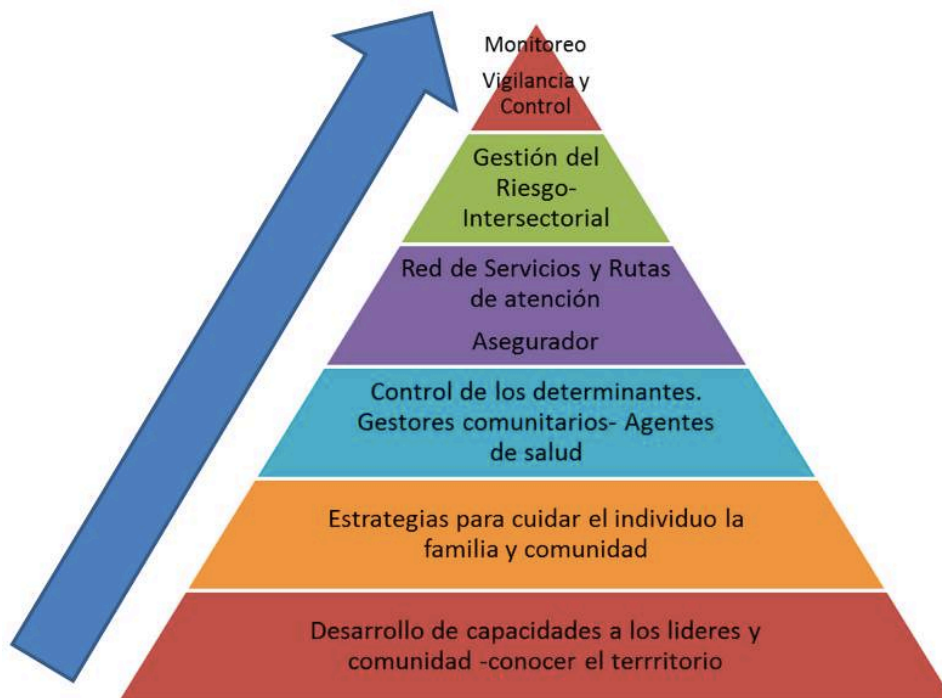 Monitoreo
Vigilancia y
Control
Gestión del
Riesgo-
Intersectorial
Red de Servicios y Rutas
de atención
Asegurador
Control de los determinantes.
Gestores comunitarios- Agentes
de salud
Estrategias para cuidar el individuo la
familia y comunidad
Desarrollo de capacidades a los lideres y
comunidad -conocer el terrritorio